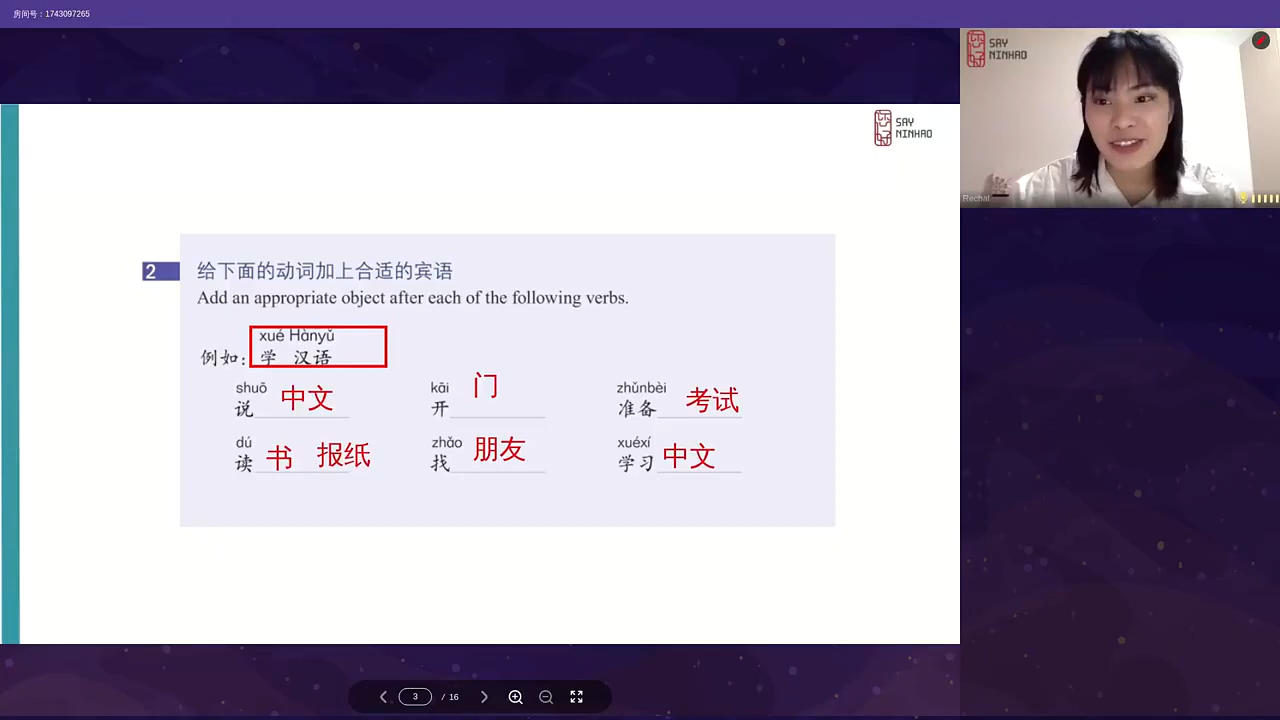 房间号：1743097265
SAY NINHAO
SAY NINHAO
Rechal
2 给下面的动词加上合适的宾语
Add an appropriate object after each of the following verbs.
xué Hànyǔ
例如：学 汉语
shuō kāi zhǔnbèi
说 中文 开 门 准备 考试
dú zhǎo xuéxí
读 书 报纸 找 朋友 学习 中文
3 / 16